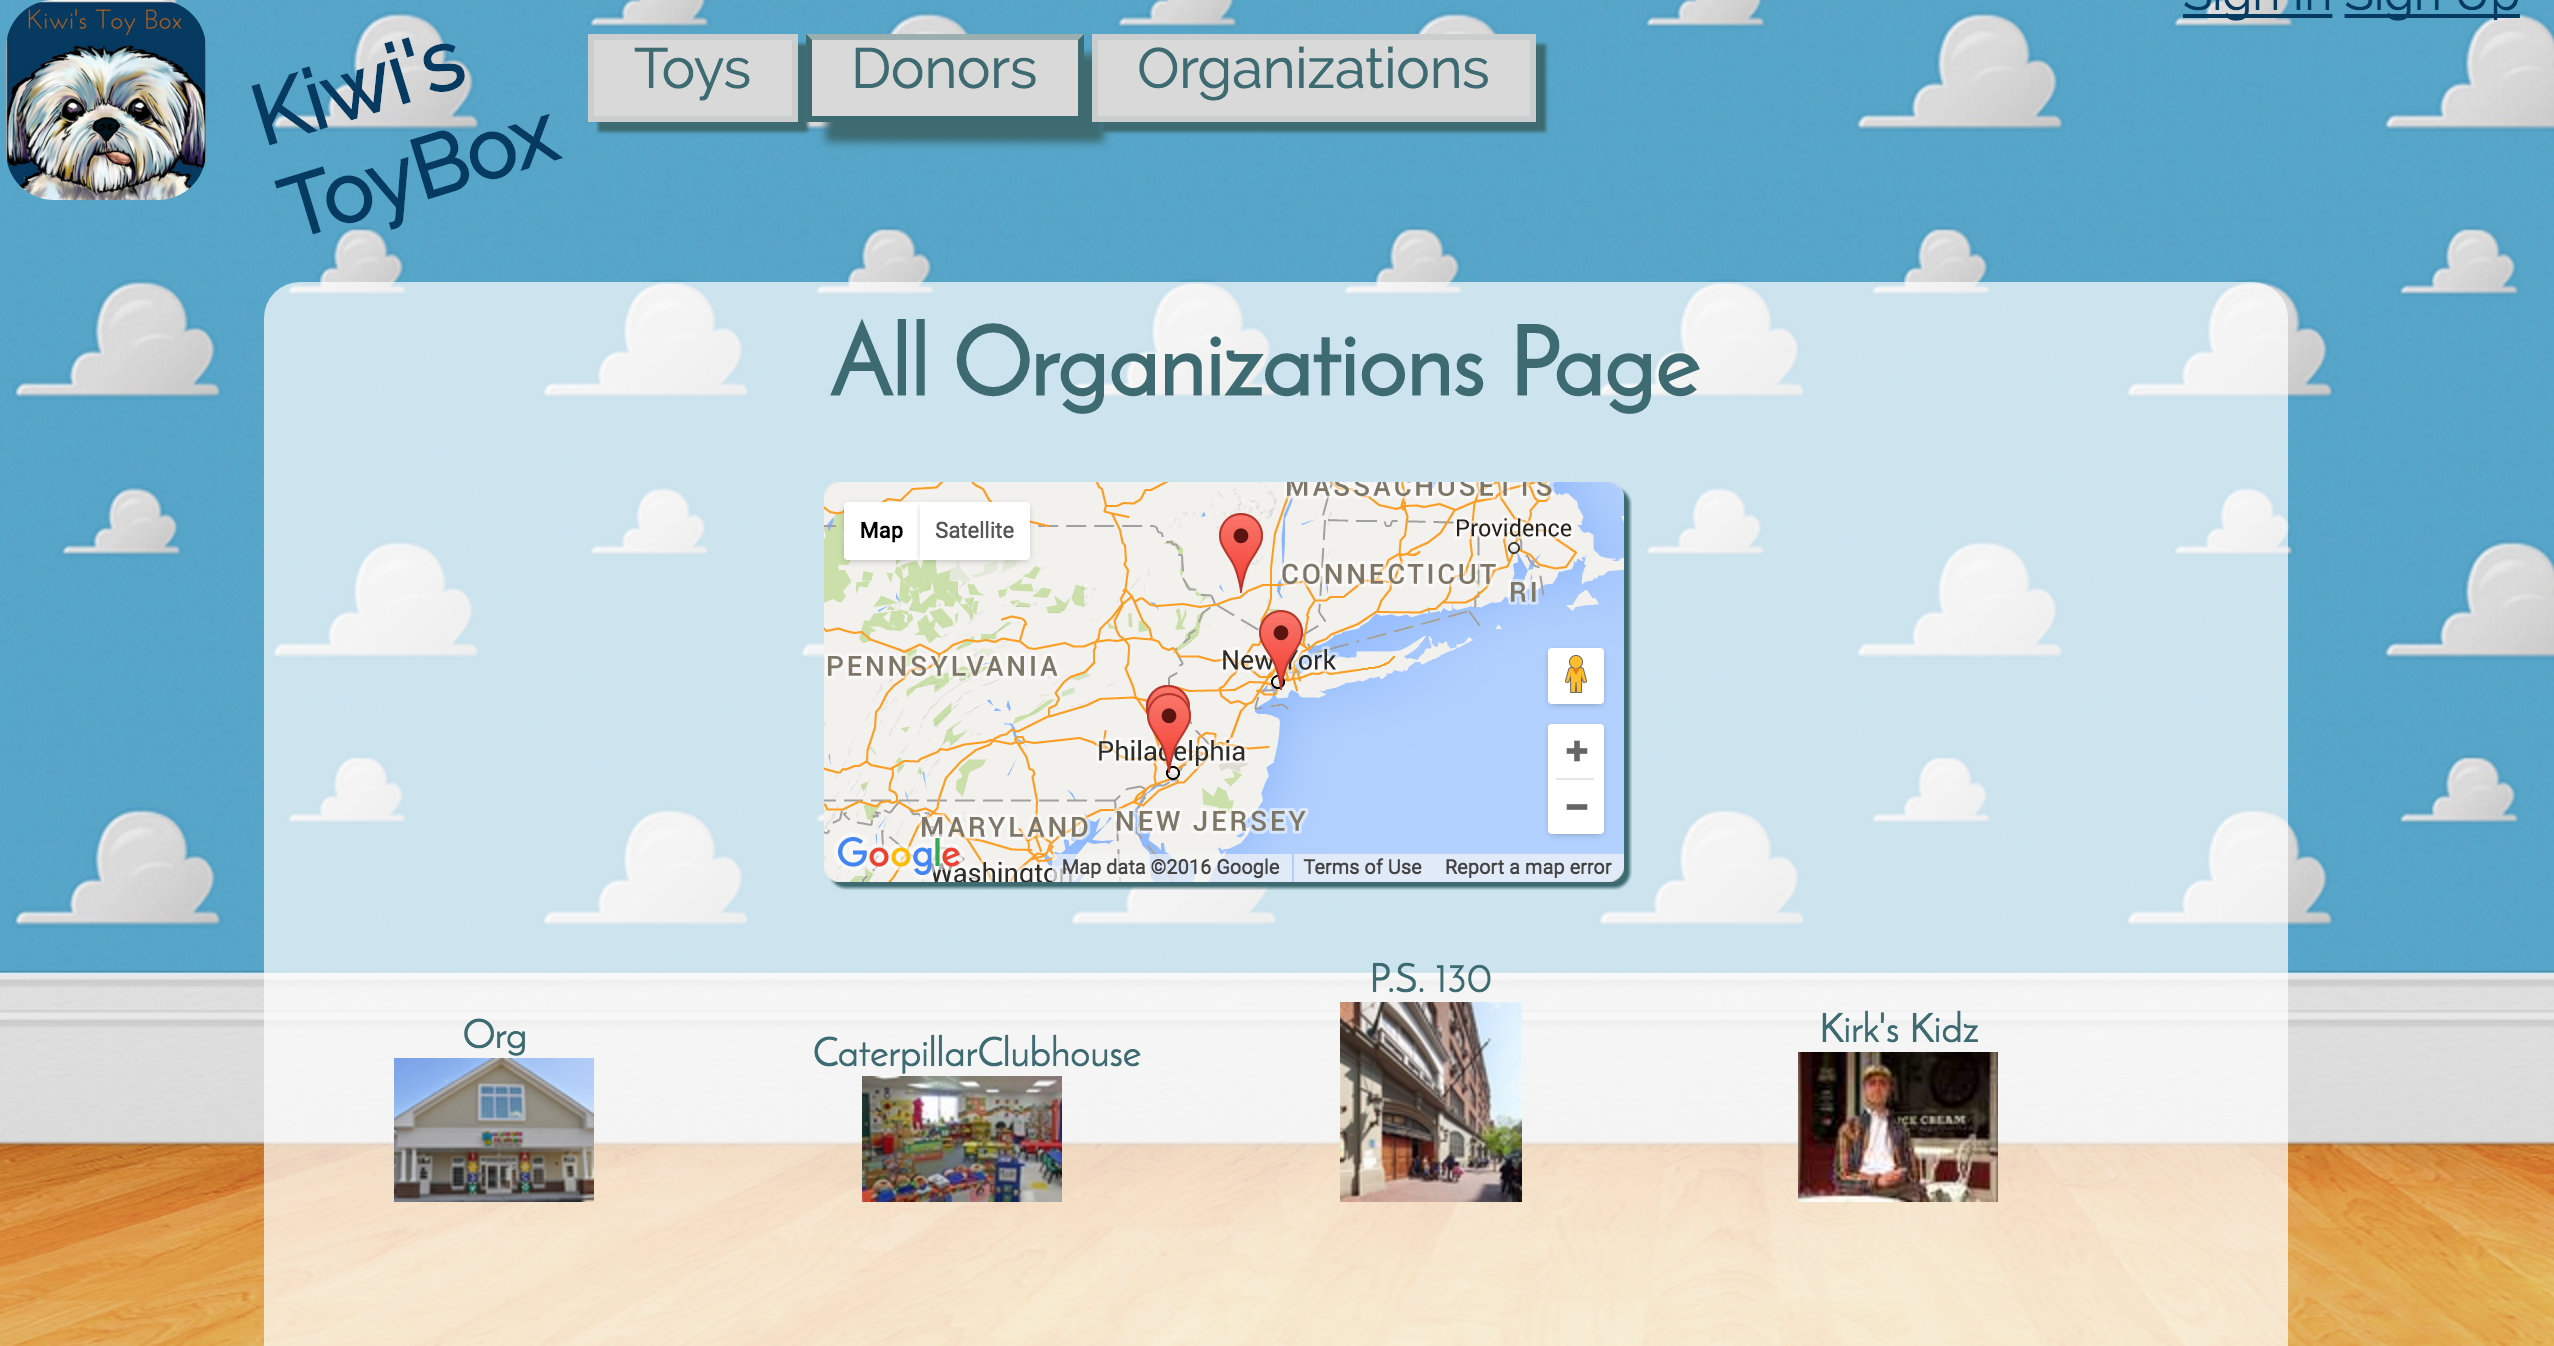 Kiwi's Toy Box
Kiwi's
ToyBox
Toys
Donors
Organizations
Sign In Sign Up
All Organizations Page
Map
Satellite
MASSACHUSETTS
Providence
CONNECTICUT
RI
PENNSYLVANIA
New York
Philadelphia
MARYLAND
NEW JERSEY
Washington
Google
Map data ©2016 Google
Terms of Use
Report a map error
Org
CaterpillarClubhouse
P.S. 130
Kirk's Kidz
ICE CREAM